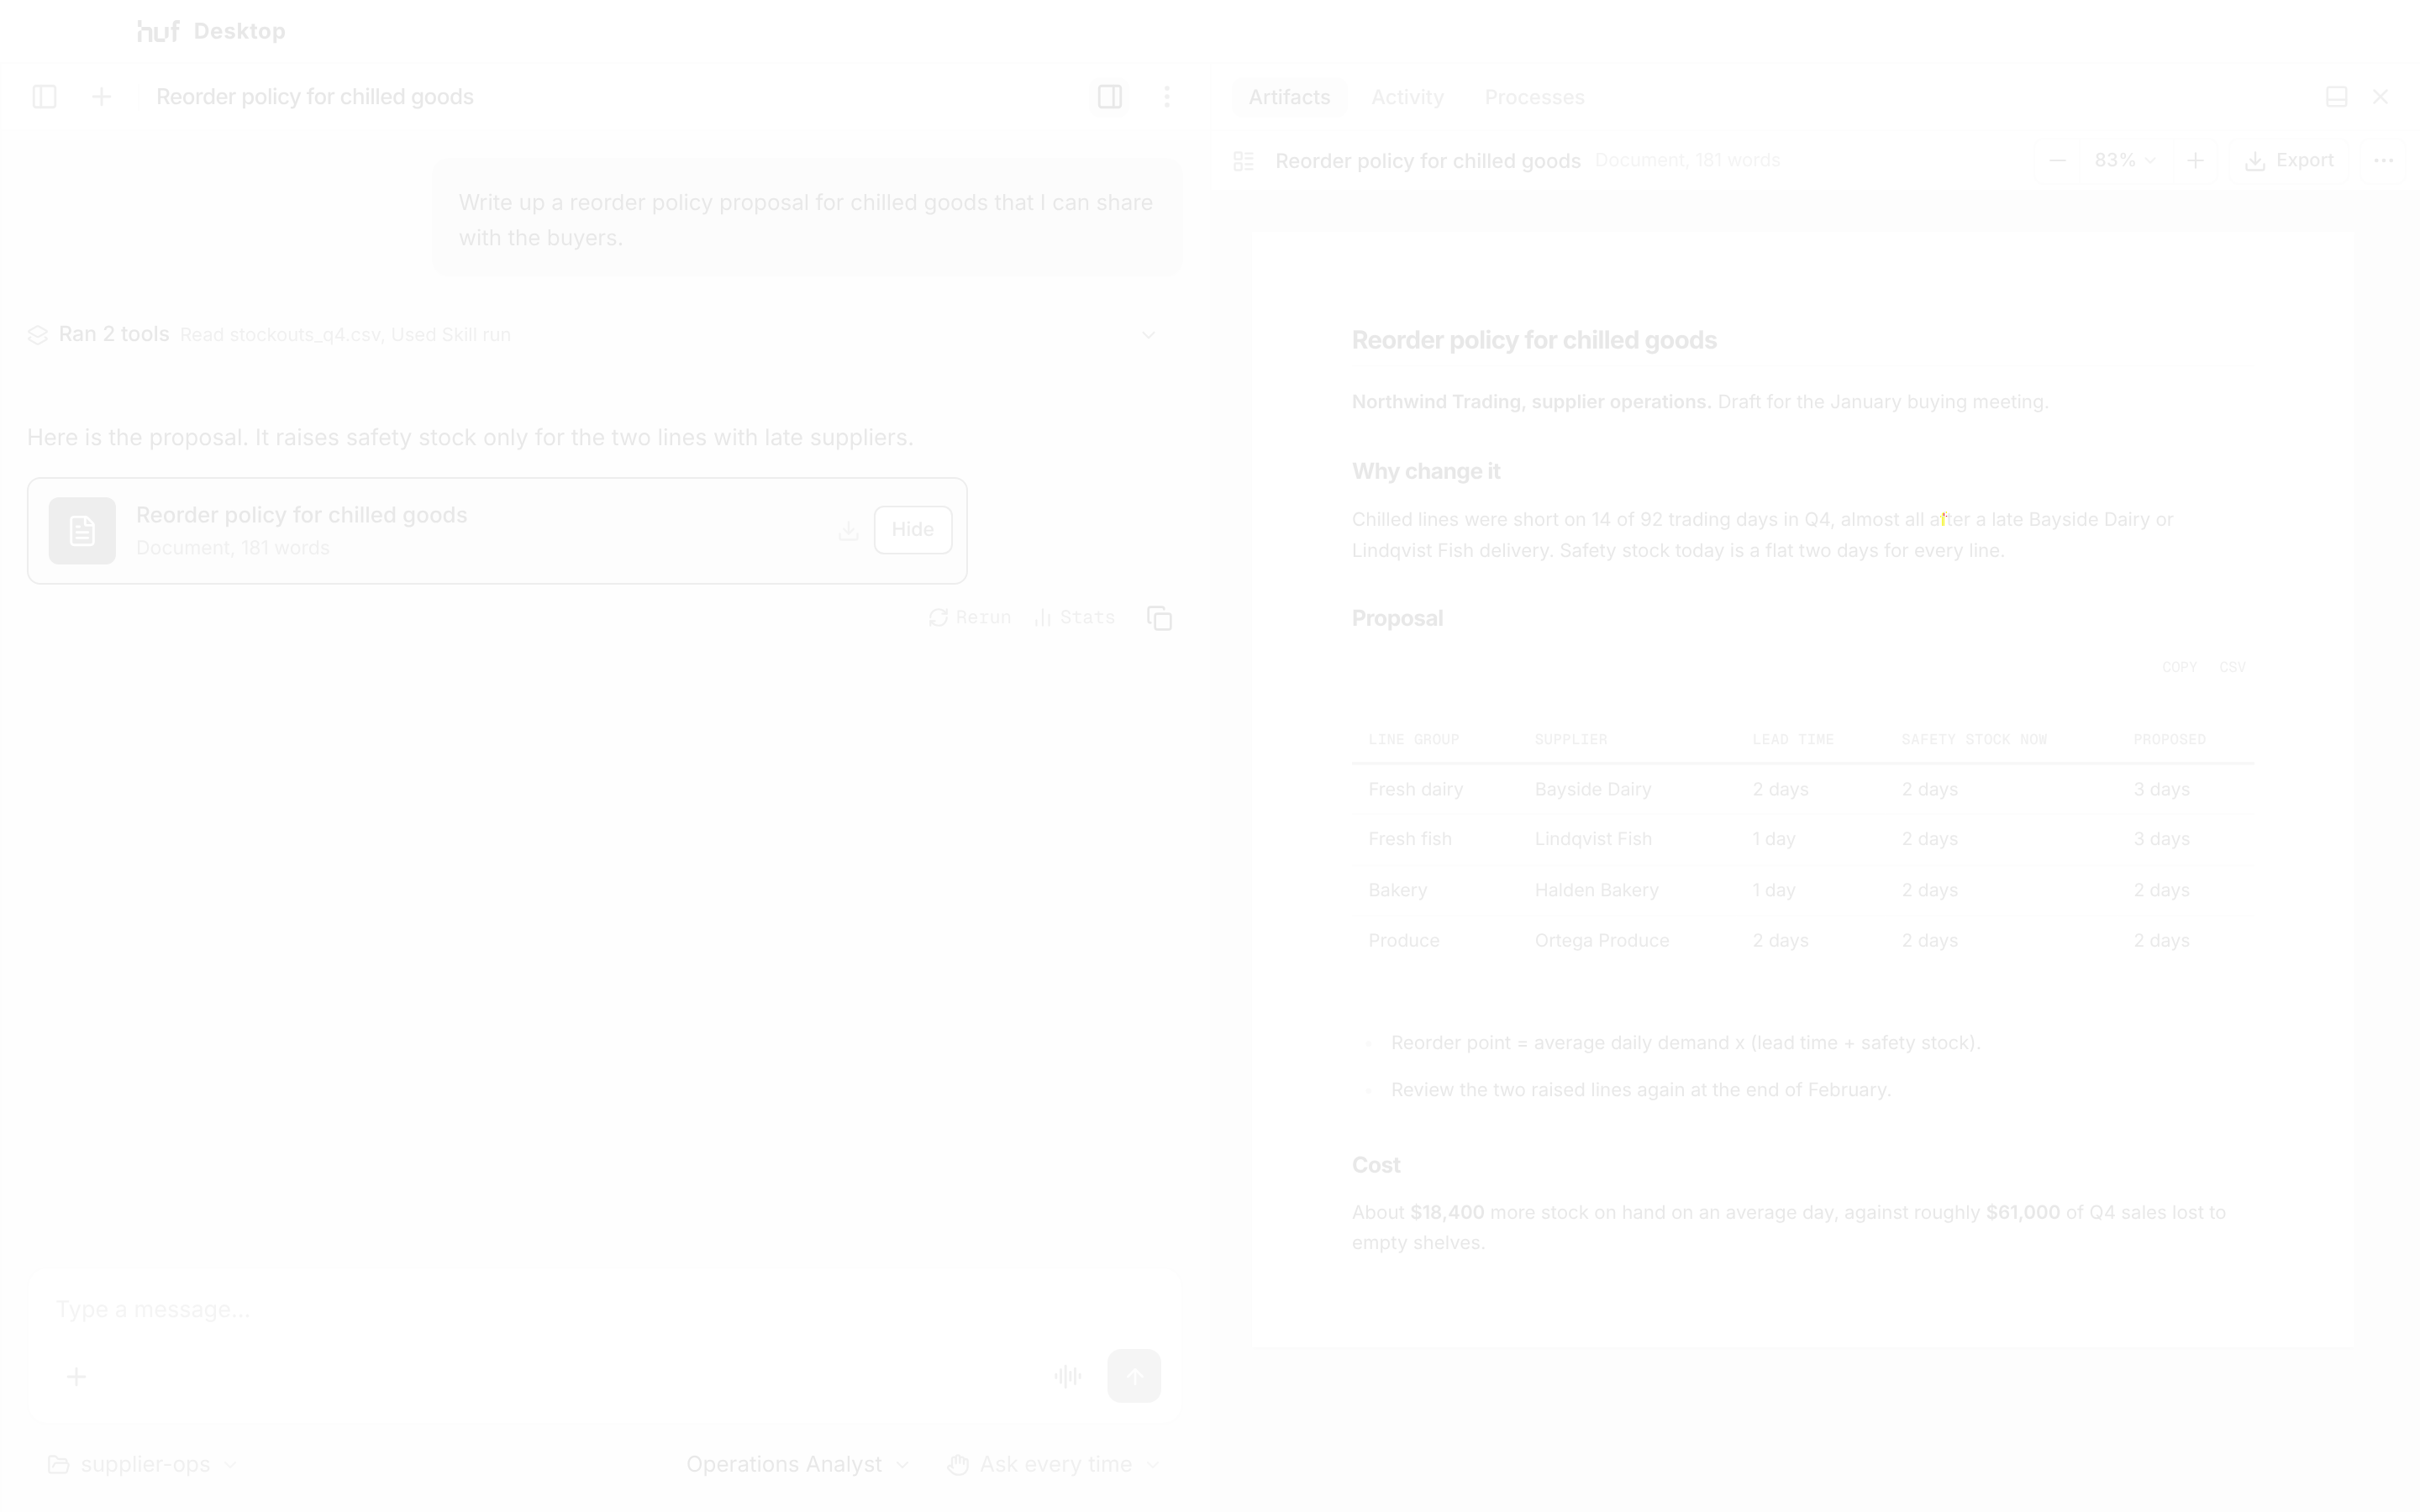 huf Desktop
Reorder policy for chilled goods
Write up a reorder policy proposal for chilled goods that I can share
with the buyers.
Ran 2 tools Read stockouts_q4.csv, Used Skill run
Here is the proposal. It raises safety stock only for the two lines with late suppliers.
Reorder policy for chilled goods
Document, 181 words
Hide
Rerun Stats
Type a message...
supplier-ops
Operations Analyst
Ask every time
Artifacts Activity Processes
Reorder policy for chilled goods Document, 181 words
83%
Export
Reorder policy for chilled goods
Northwind Trading, supplier operations. Draft for the January buying meeting.
Why change it
Chilled lines were short on 14 of 92 trading days in Q4, almost all after a late Bayside Dairy or
Lindqvist Fish delivery. Safety stock today is a flat two days for every line.
Proposal
COPY CSV
LINE GROUP SUPPLIER LEAD TIME SAFETY STOCK NOW PROPOSED
Fresh dairy Bayside Dairy 2 days 2 days 3 days
Fresh fish Lindqvist Fish 1 day 2 days 3 days
Bakery Halden Bakery 1 day 2 days 2 days
Produce Ortega Produce 2 days 2 days 2 days
Reorder point = average daily demand x (lead time + safety stock).
Review the two raised lines again at the end of February.
Cost
About $18,400 more stock on hand on an average day, against roughly $61,000 of Q4 sales lost to
empty shelves.